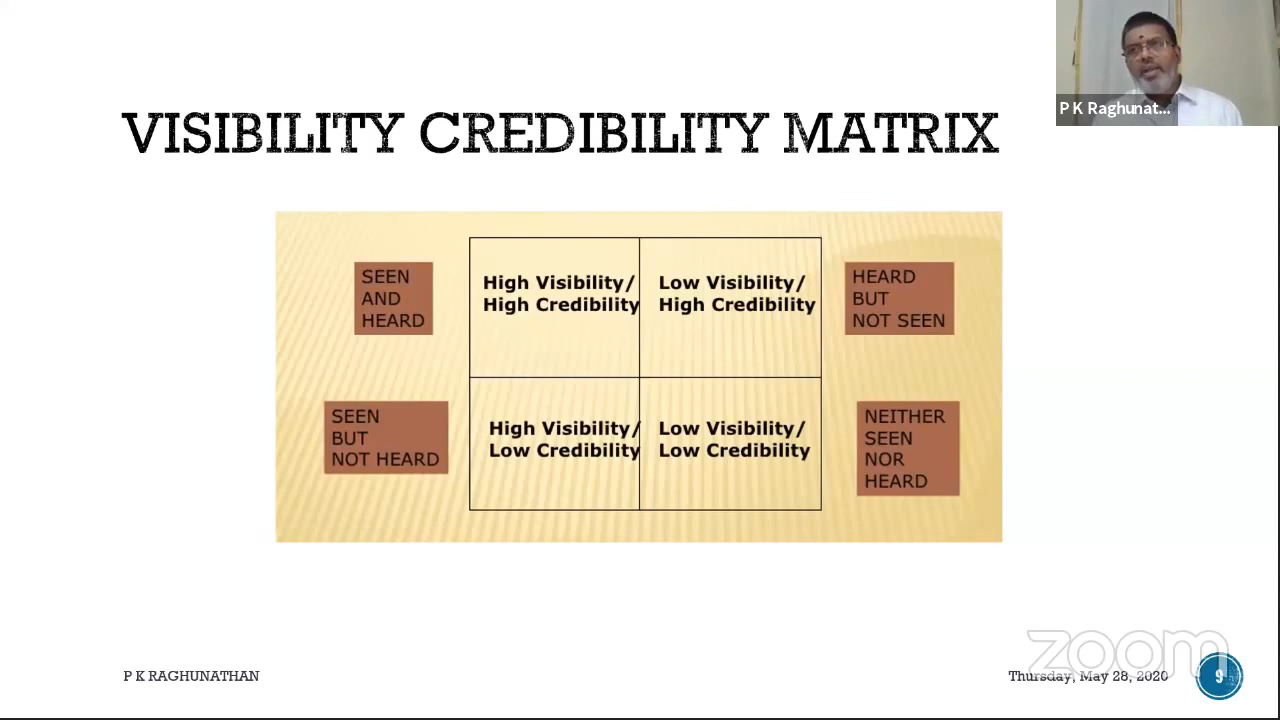 P K Raghunat...
VISIBILITY CREDIBILITY MATRIX
SEEN
AND
HEARD
High Visibility/
High Credibility
Low Visibility/
High Credibility
HEARD
BUT
NOT SEEN
SEEN
BUT
NOT HEARD
High Visibility/
Low Credibility
Low Visibility/
Low Credibility
NEITHER
SEEN
NOR
HEARD
zoom
P K RAGHUNATHAN
Thursday, May 28, 2020
9